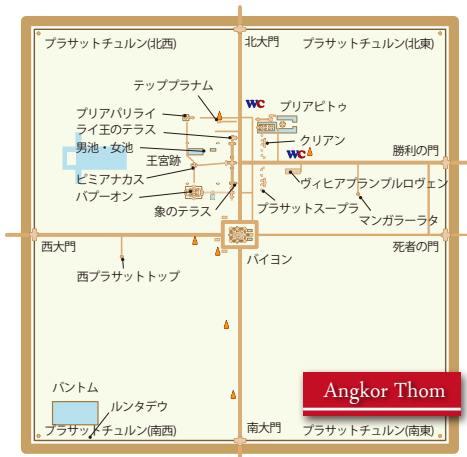 プラサットチュルン(北西)
北大門
プラサットチュルン(北東)
テッププラナム
WC
プリアピトゥ
プリアパリライ
ライ王のテラス
クリアン
男池・女池
WC
勝利の門
王宮跡
ピミアナカス
ヴィヒアプランプルロヴェン
バプーオン
象のテラス
プラサットスープラ
マンガラーラタ
西大門
死者の門
バイヨン
西プラサットトップ
バントム
Angkor Thom
ルンタデウ
プラサットチュルン(南西)
南大門
プラサットチュルン(南東)